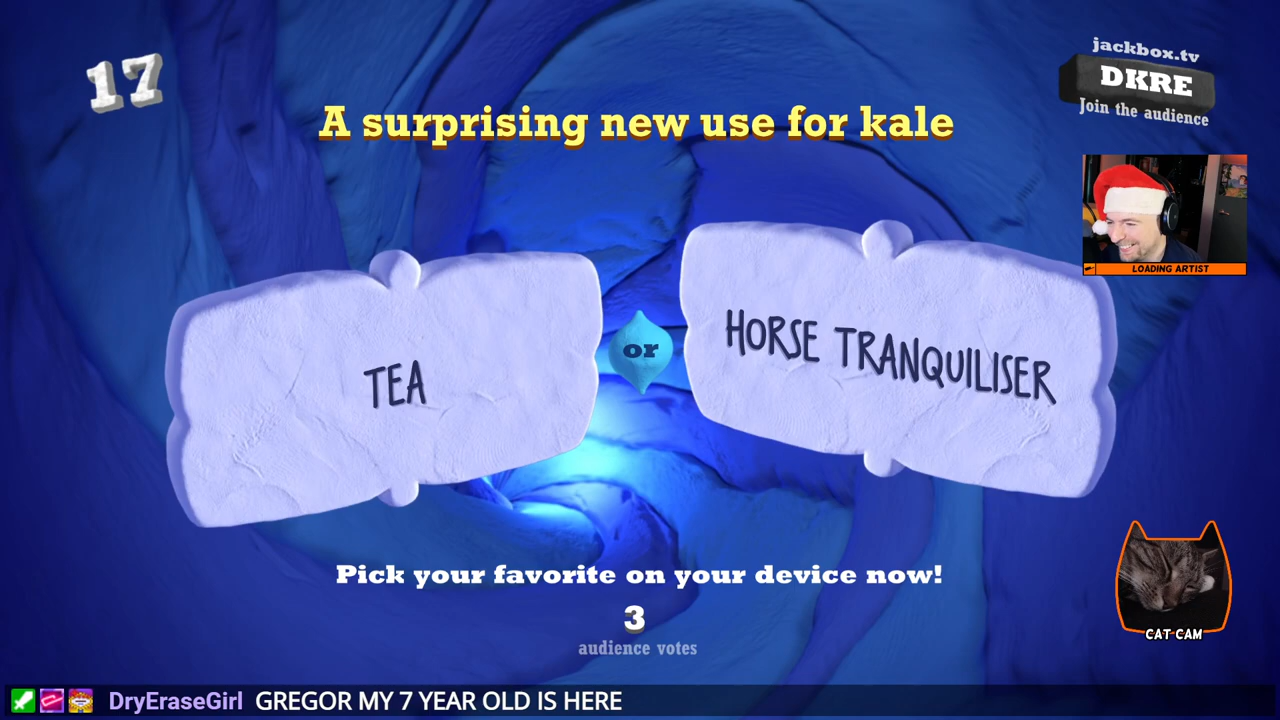 17
jackbox.tv
DKRE
Join the audience
A surprising new use for kale
LOADING ARTIST
TEA
or
HORSE TRANQUILISER
Pick your favorite on your device now!
3
audience votes
CAT CAM
DryEraseGirl GREGOR MY 7 YEAR OLD IS HERE